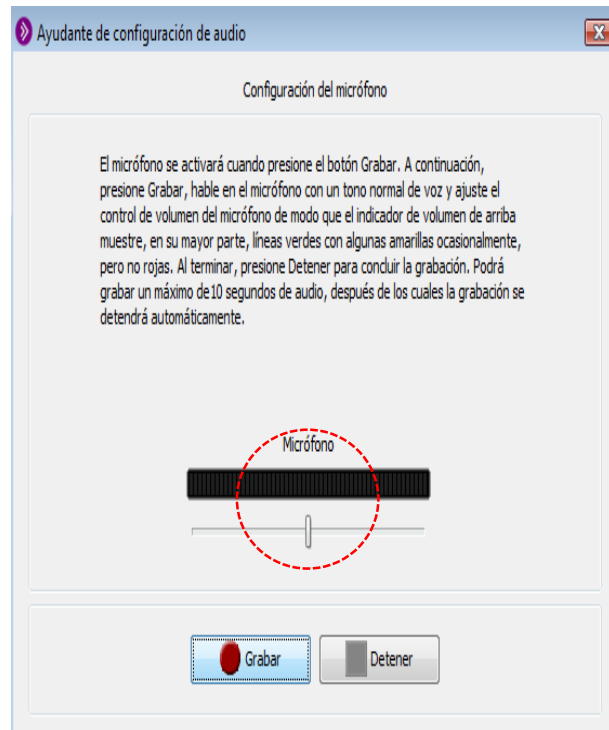 Ayudante de configuración de audio
Configuración del micrófono
El micrófono se activará cuando presione el botón Grabar. A continuación,
presione Grabar, hable en el micrófono con un tono normal de voz y ajuste el
control de volumen del micrófono de modo que el indicador de volumen de arriba
muestre, en su mayor parte, líneas verdes con algunas amarillas ocasionalmente,
pero no rojas. Al terminar, presione Detener para concluir la grabación. Podrá
grabar un máximo de10 segundos de audio, después de los cuales la grabación se
detendrá automáticamente.
Micrófono
Grabar Detener